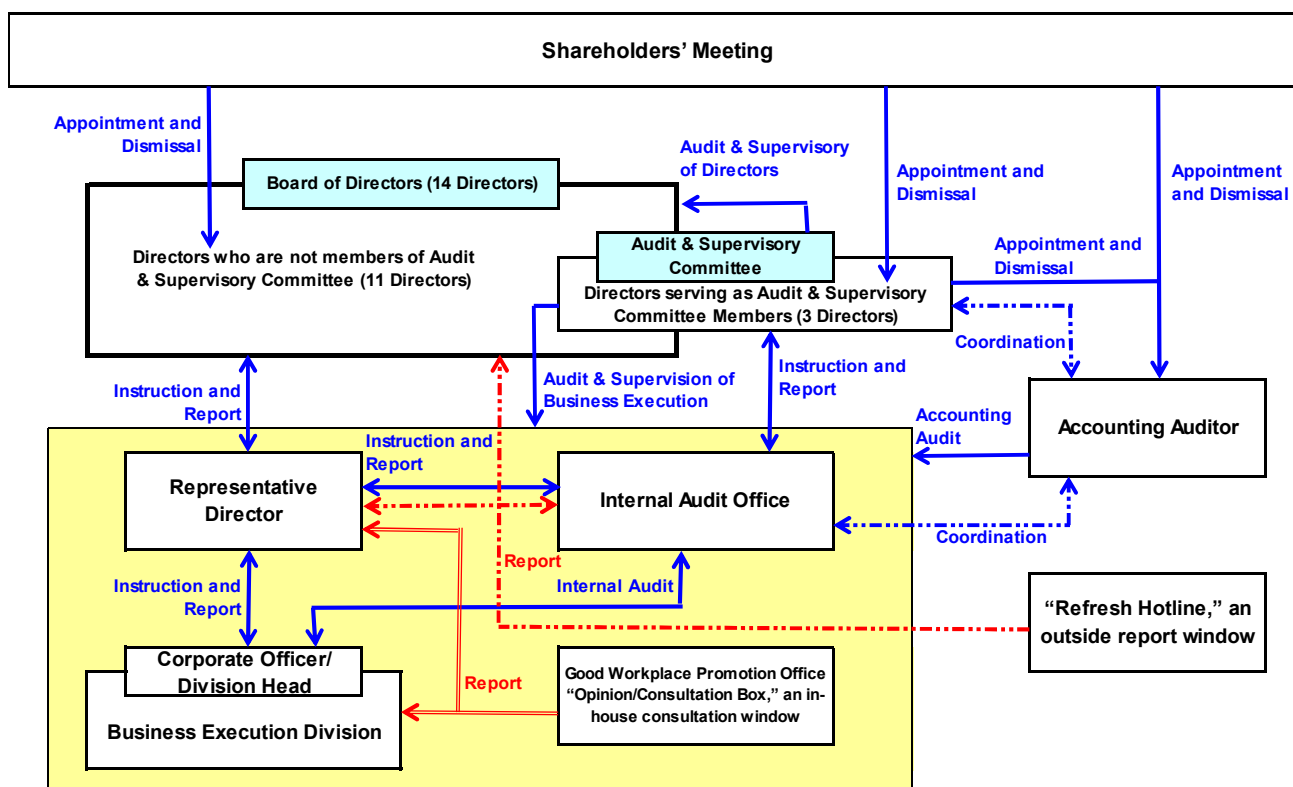 Shareholders' Meeting
Appointment and
Dismissal
Audit & Supervisory
of Directors
Appointment and
Dismissal
Appointment
and Dismissal
Board of Directors (14 Directors)
Directors who are not members of Audit
& Supervisory Committee (11 Directors)
Audit & Supervisory
Committee
Directors serving as Audit & Supervisory
Committee Members (3 Directors)
Appointment and
Dismissal
Coordination
Instruction and
Report
Audit & Supervision of
Business Execution
Instruction and
Report
Accounting
Audit
Accounting Auditor
Instruction and
Report
Representative
Director
Internal Audit Office
Coordination
Report
Instruction and
Report
Internal Audit
“Refresh Hotline,” an
outside report window
Corporate Officer/
Division Head
Business Execution Division
Report
Good Workplace Promotion Office
“Opinion/Consultation Box,” an in-
house consultation window